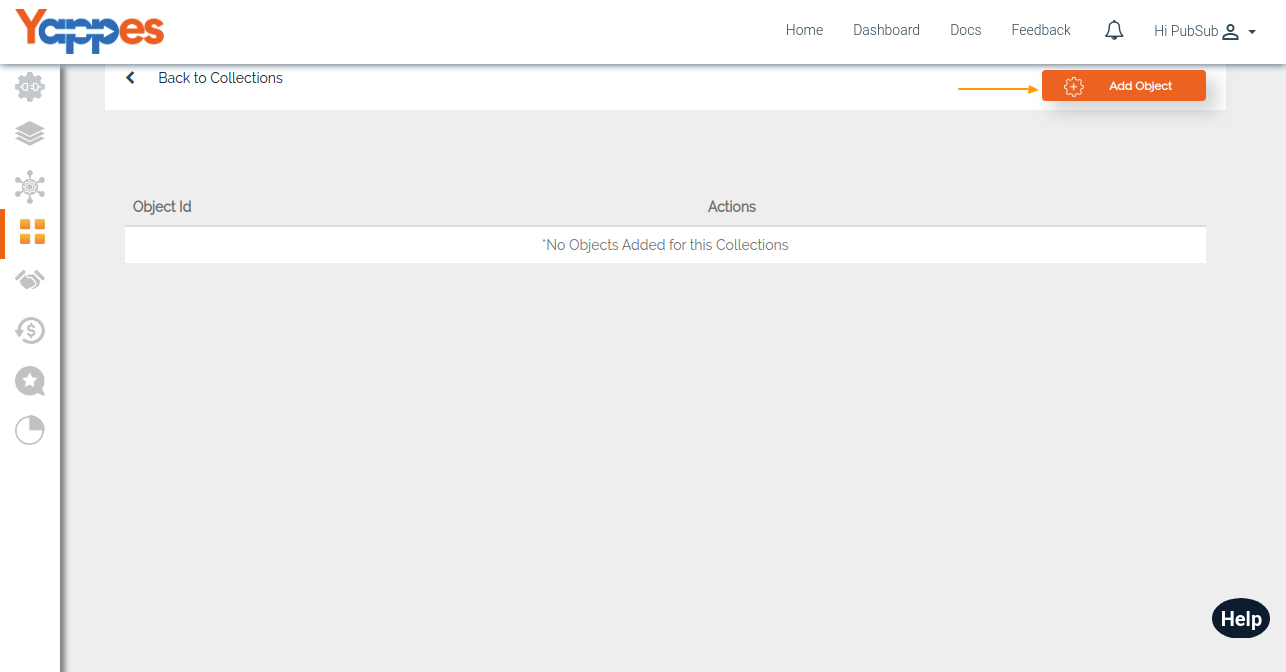 Yappes
Home Dashboard Docs Feedback Hi PubSub
Back to Collections
Add Object
Object Id Actions
*No Objects Added for this Collections
Help